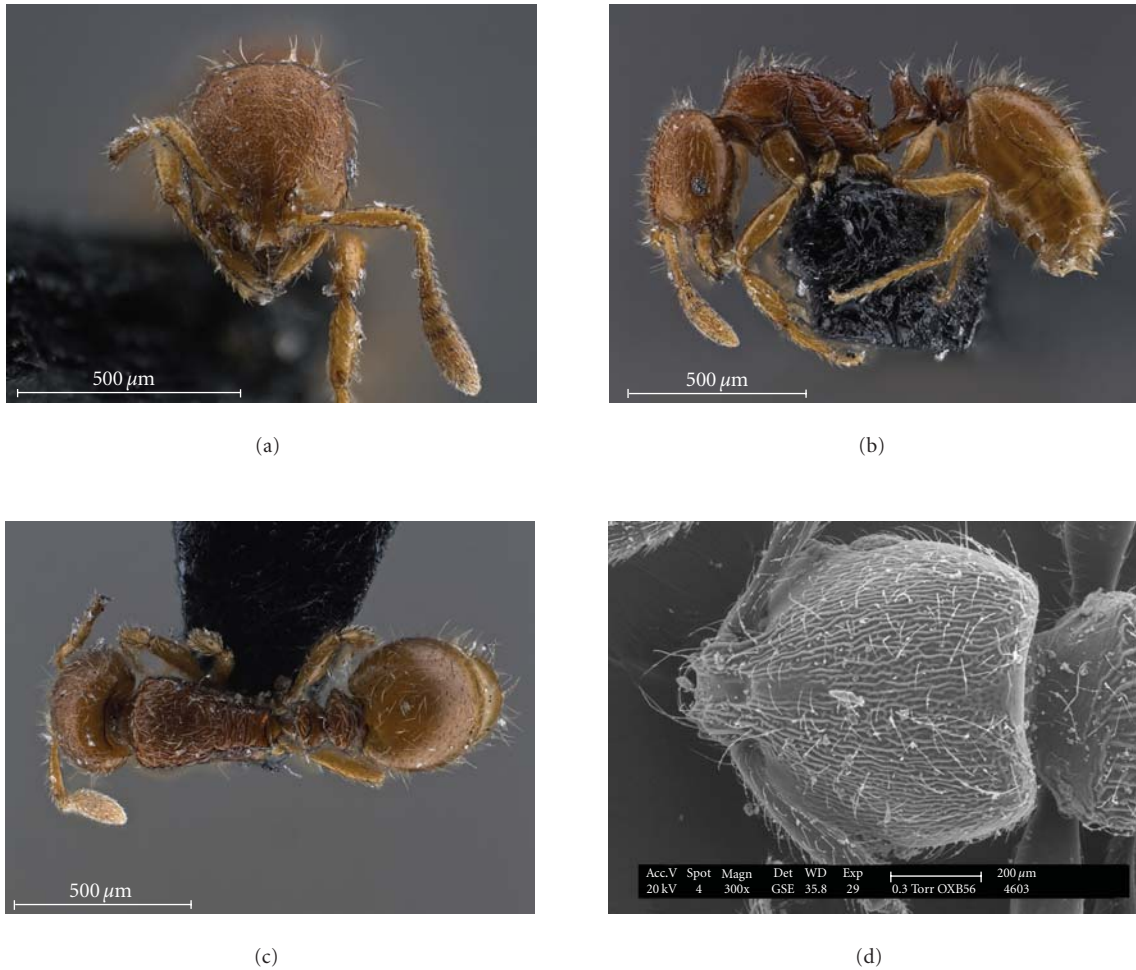 500 µm
(a)
500 µm
(b)
500 µm
(c)
Acc.V Spot Magn Det WD Exp 200 µm
20 kV 4 300x GSE 35.8 29 0.3 Torr OXB56 4603
(d)